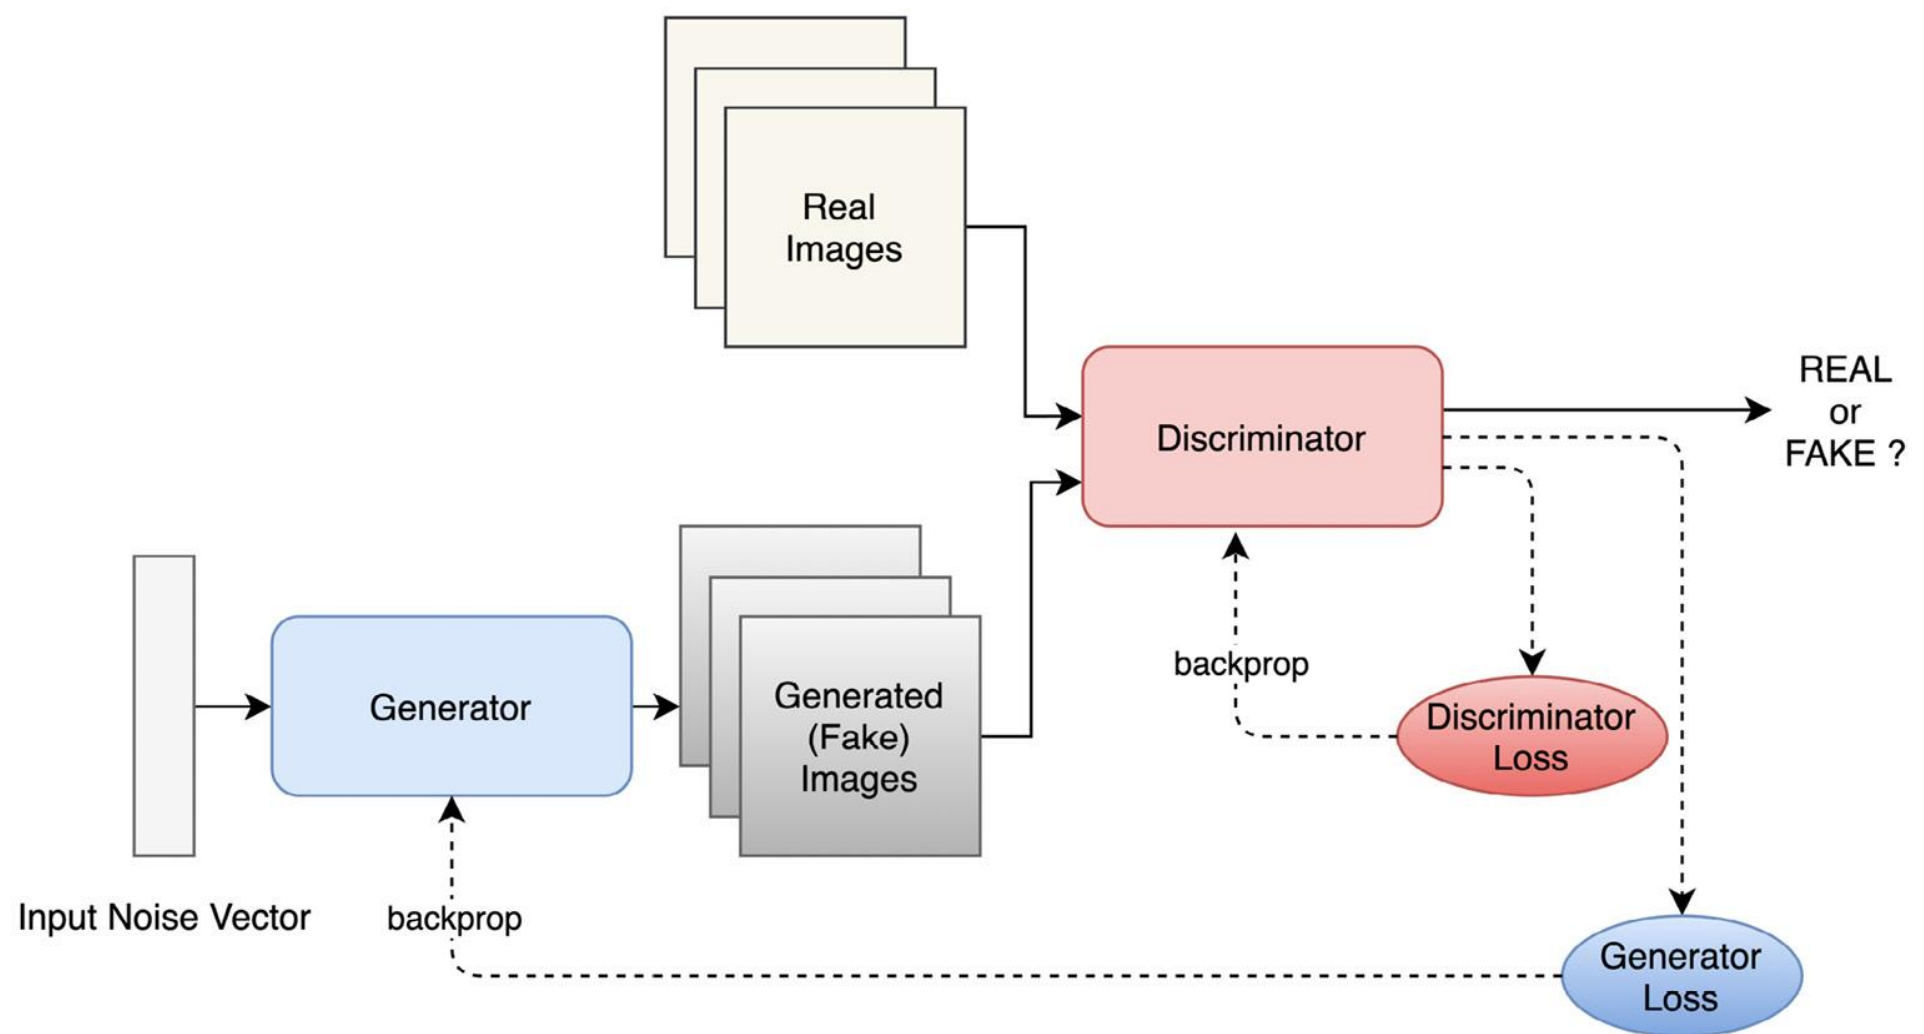 Real
Images
REAL
or
FAKE ?
Discriminator
backprop
Generator
Generated
(Fake)
Images
Discriminator
Loss
Input Noise Vector
backprop
Generator
Loss